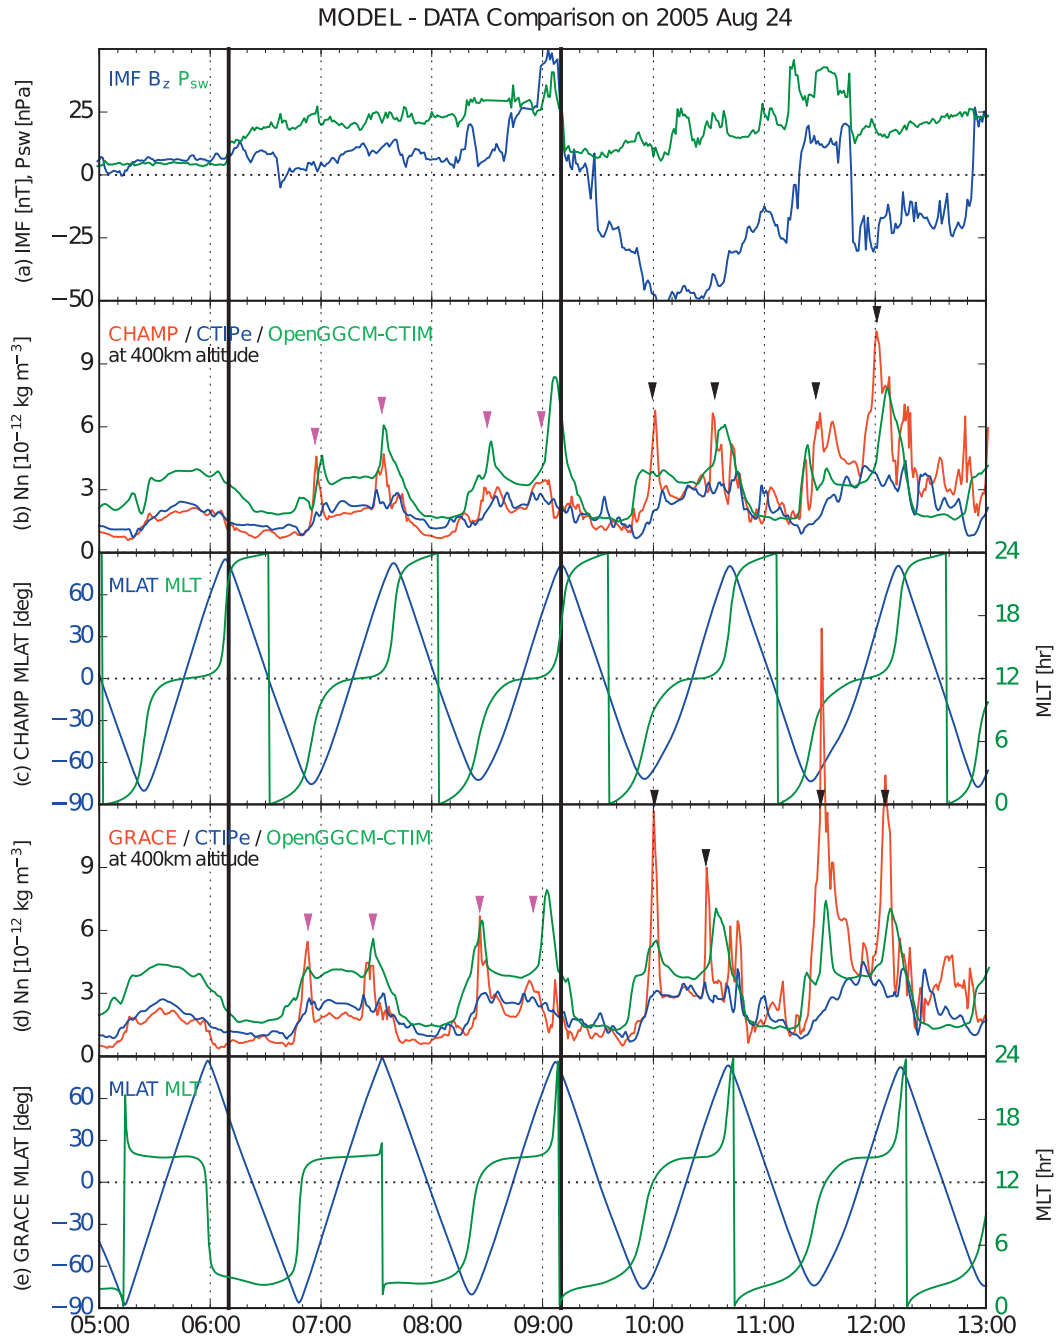 MODEL - DATA Comparison on 2005 Aug 24
(a) IMF [nT], Psw [nPa]
IMF Bz Psw
25
0
−25
−50
(b) Nn [10−12 kg m−3]
CHAMP / CTIPe / OpenGGCM-CTIM
at 400km altitude
9
6
3
0
(c) CHAMP MLAT [deg]
MLAT MLT
60
30
0
−30
−60
−90
24
18
12
6
0
MLT [hr]
(d) Nn [10−12 kg m−3]
GRACE / CTIPe / OpenGGCM-CTIM
at 400km altitude
9
6
3
0
(e) GRACE MLAT [deg]
MLAT MLT
60
30
0
−30
−60
−90
24
18
12
6
0
MLT [hr]
05:00 06:00 07:00 08:00 09:00 10:00 11:00 12:00 13:00